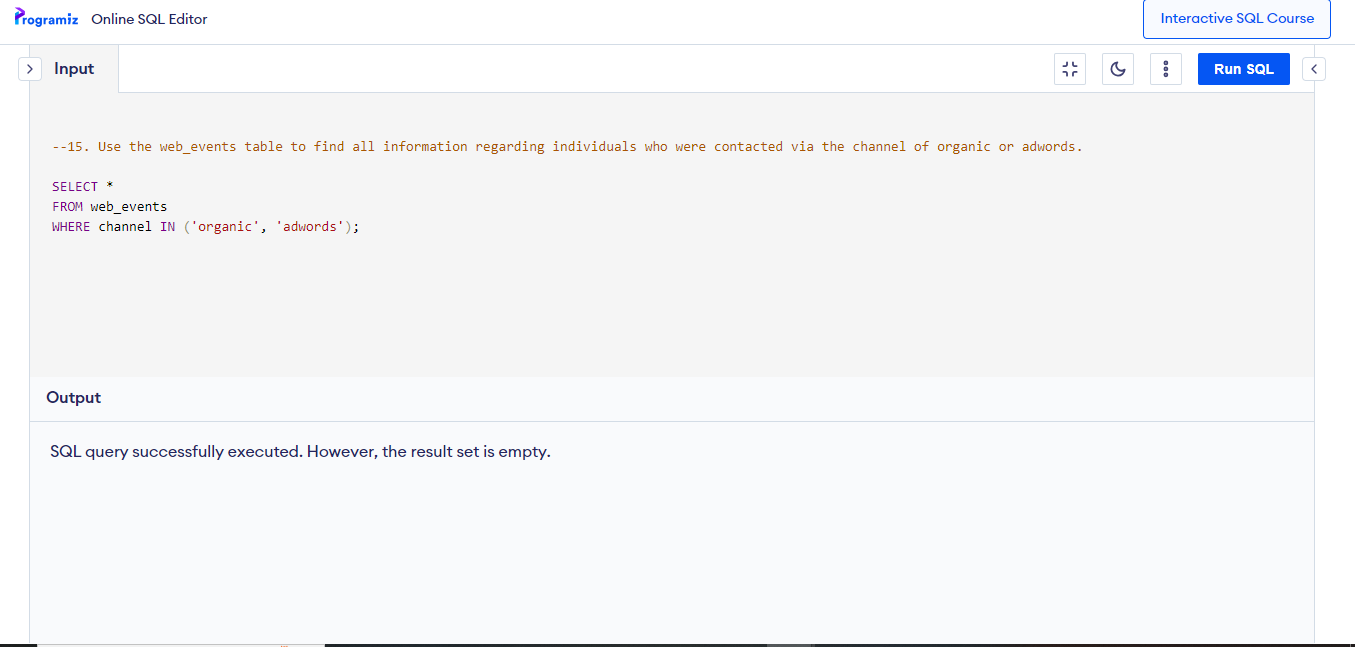 Programiz Online SQL Editor
Interactive SQL Course
Input
Run SQL
--15. Use the web_events table to find all information regarding individuals who were contacted via the channel of organic or adwords.
SELECT *
FROM web_events
WHERE channel IN ('organic', 'adwords');
Output
SQL query successfully executed. However, the result set is empty.